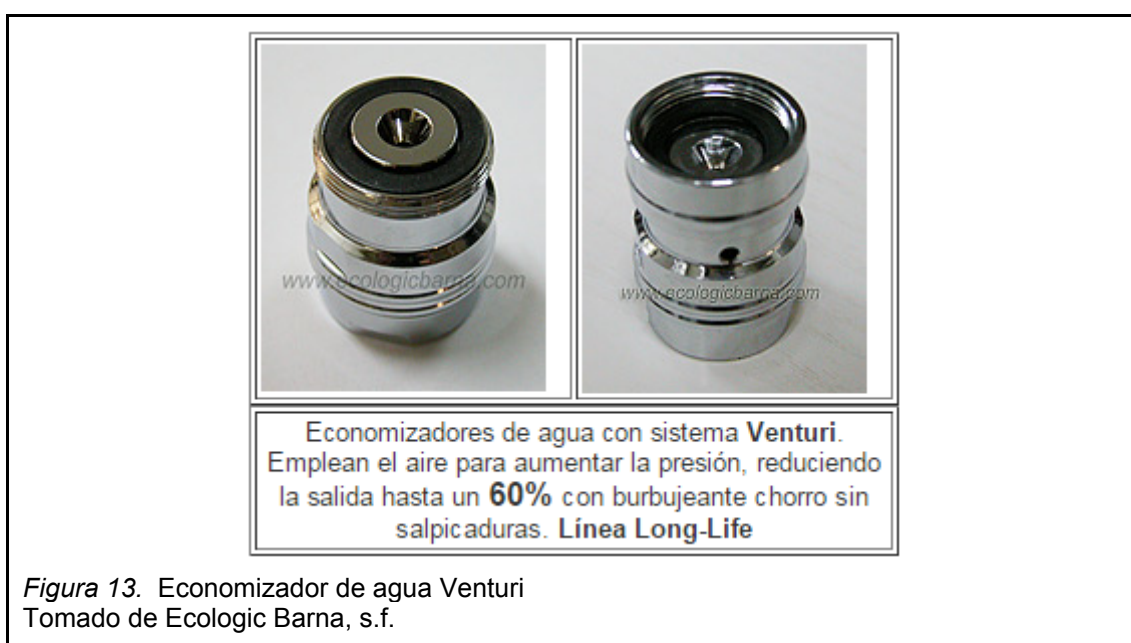 www.ecologicbarna.com
www.ecologicbarna.com
Economizadores de agua con sistema Venturi.
Emplean el aire para aumentar la presión, reduciendo
la salida hasta un 60% con burbujeante chorro sin
salpicaduras. Línea Long-Life
Figura 13. Economizador de agua Venturi
Tomado de Ecologic Barna, s.f.